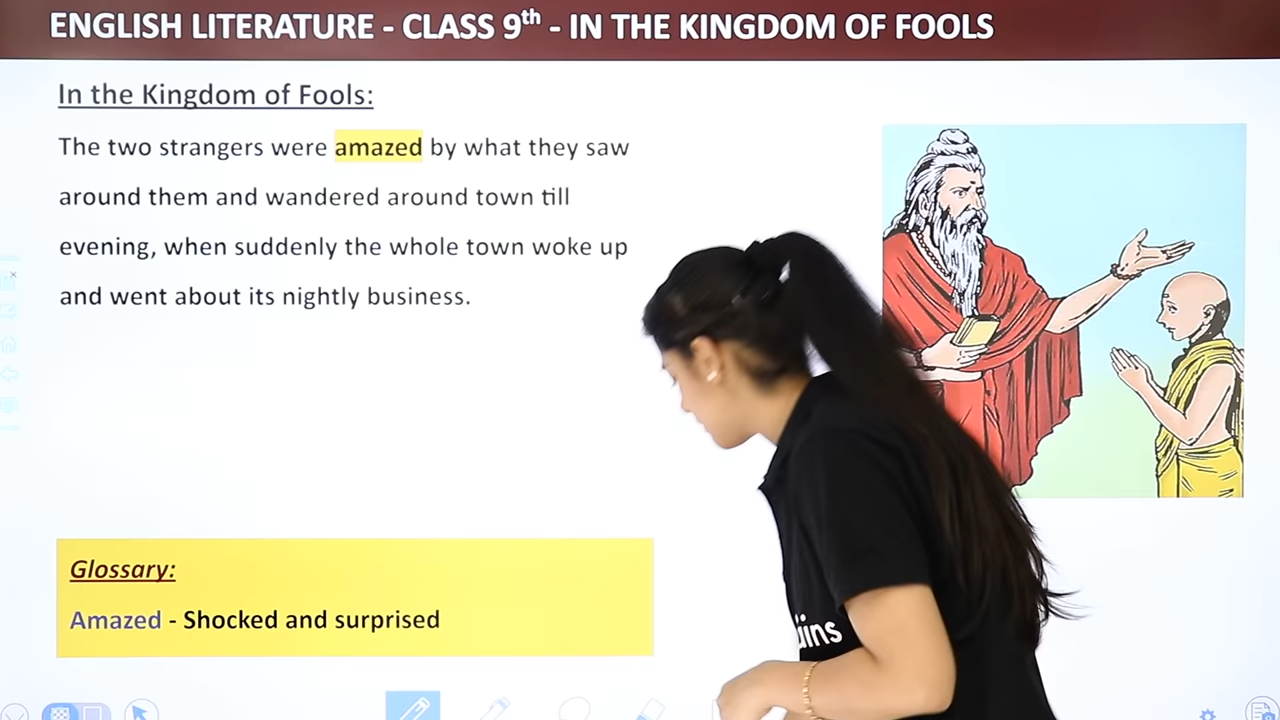 ENGLISH LITERATURE - CLASS 9th - IN THE KINGDOM OF FOOLS
In the Kingdom of Fools:
The two strangers were amazed by what they saw
around them and wandered around town till
evening, when suddenly the whole town woke up
and went about its nightly business.
Glossary:
Amazed - Shocked and surprised